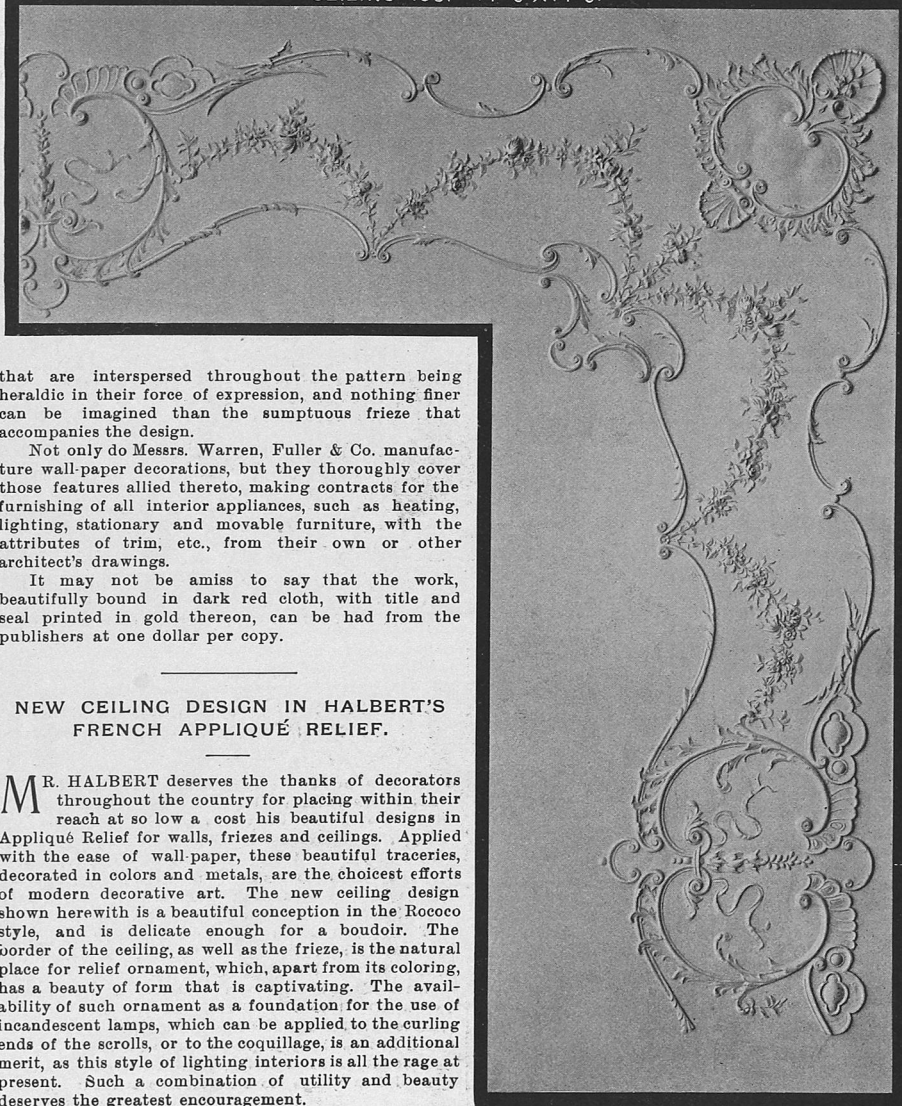 that are interspersed throughout the pattern being
heraldic in their force of expression, and nothing finer
can be imagined than the sumptuous frieze that
accompanies the design.
Not only do Messrs. Warren, Fuller & Co. manufac-
ture wall-paper decorations, but they thoroughly cover
those features allied thereto, making contracts for the
furnishing of all interior appliances, such as heating,
lighting, stationary and movable furniture, with the
attributes of trim, etc., from their own or other
architect's drawings.
It may not be amiss to say that the work,
beautifully bound in dark red cloth, with title and
seal printed in gold thereon, can be had from the
publishers at one dollar per copy.
NEW CEILING DESIGN IN HALBERT'S
FRENCH APPLIQUÉ RELIEF.
MR. HALBERT deserves the thanks of decorators
throughout the country for placing within their
reach at so low a cost his beautiful designs in
Appliqué Relief for walls, friezes and ceilings. Applied
with the ease of wall-paper, these beautiful traceries,
decorated in colors and metals, are the choicest efforts
of modern decorative art. The new ceiling design
shown herewith is a beautiful conception in the Rococo
style, and is delicate enough for a boudoir. The
border of the ceiling, as well as the frieze, is the natural
place for relief ornament, which, apart from its coloring,
has a beauty of form that is captivating. The avail-
ability of such ornament as a foundation for the use of
incandescent lamps, which can be applied to the curling
ends of the scrolls, or to the coquillage, is an additional
merit, as this style of lighting interiors is all the rage at
present. Such a combination of utility and beauty
deserves the greatest encouragement.